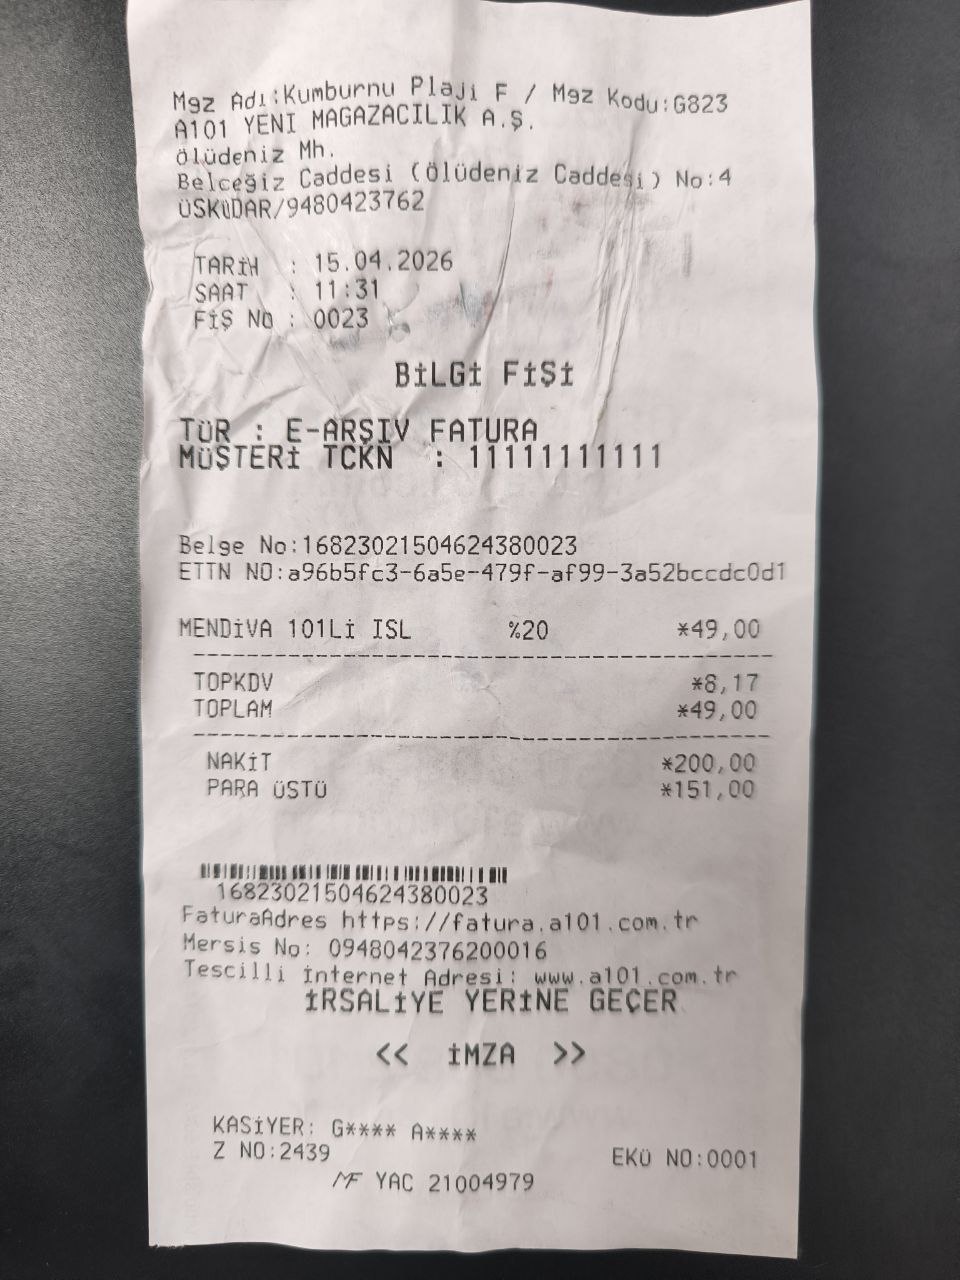 Mgz Adı:Kumburnu Plaji F / Mgz Kodu:G823
A101 YENİ MAGAZACILIK A.Ş.
ölüdeniz Mh.
Belceğiz Caddesi (Ölüdeniz Caddesi) No:4
ÜSKÜDAR/9480423762
TARİH : 15.04.2026
SAAT : 11:31
FİŞ NO : 0023
BİLGİ FİŞİ
TÜR : E-ARŞIV FATURA
MÜŞTERİ TCKN : 11111111111
Belge No:16823021504624380023
ETTN NO:a96b5fc3-6a5e-479f-af99-3a52bccdc0d1
MENDİVA 101Lİ ISL %20 *49,00
TOPKDV *8,17
TOPLAM *49,00
NAKİT *200,00
PARA ÜSTÜ *151,00
16823021504624380023
FaturaAdres https://fatura.a101.com.tr
Mersis No: 0948042376200016
Tescilli İnternet Adresi: www.a101.com.tr
İRSALİYE YERİNE GEÇER
<< İMZA >>
KASİYER: G**** A****
Z NO:2439 EKÜ NO:0001
MF YAC 21004979